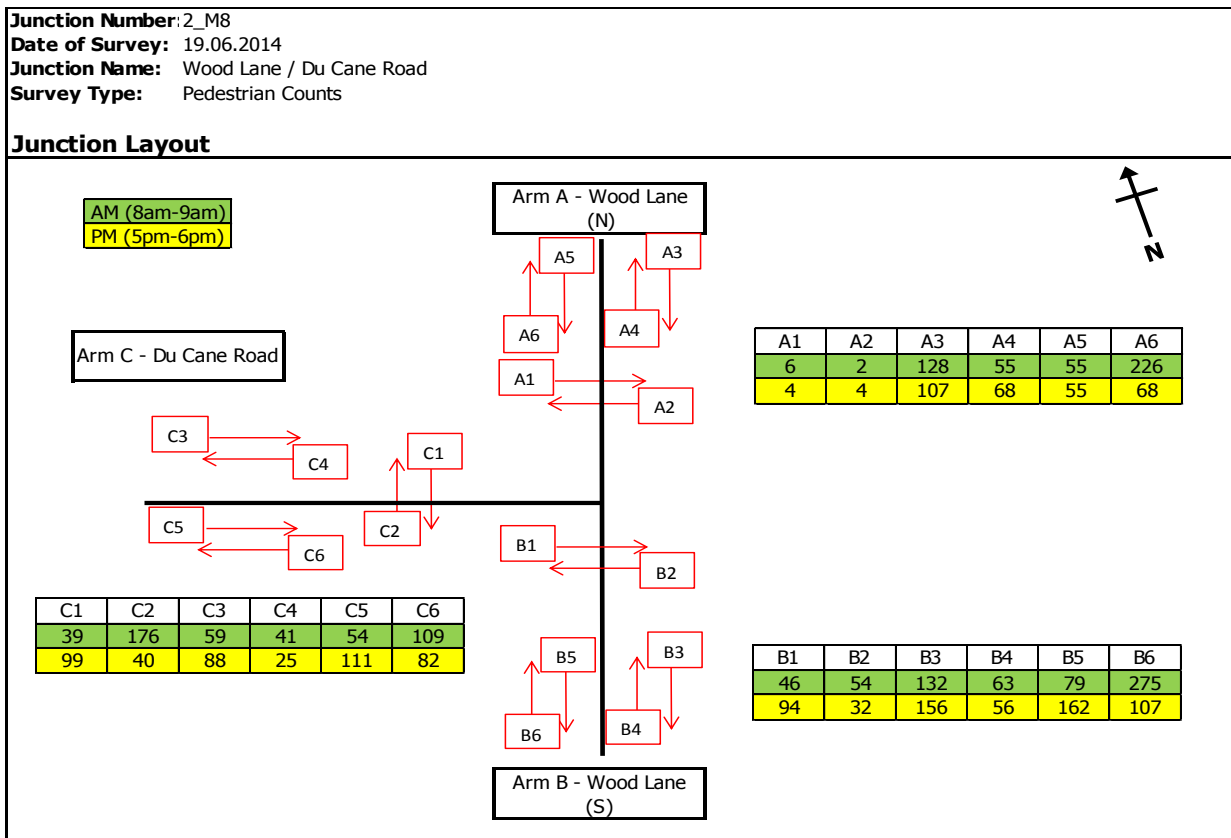 Junction Number: 2_M8
Date of Survey: 19.06.2014
Junction Name: Wood Lane / Du Cane Road
Survey Type: Pedestrian Counts
Junction Layout
AM (8am-9am)
PM (5pm-6pm)
Arm A - Wood Lane
(N)
N
A5
A3
A6
A4
Arm C - Du Cane Road
A1
A2
A1 A2 A3 A4 A5 A6
6 2 128 55 55 226
4 4 107 68 55 68
C3
C4
C1
C5
C6
C2
B1
B2
C1 C2 C3 C4 C5 C6
39 176 59 41 54 109
99 40 88 25 111 82
B5
B3
B6
B4
B1 B2 B3 B4 B5 B6
46 54 132 63 79 275
94 32 156 56 162 107
Arm B - Wood Lane
(S)